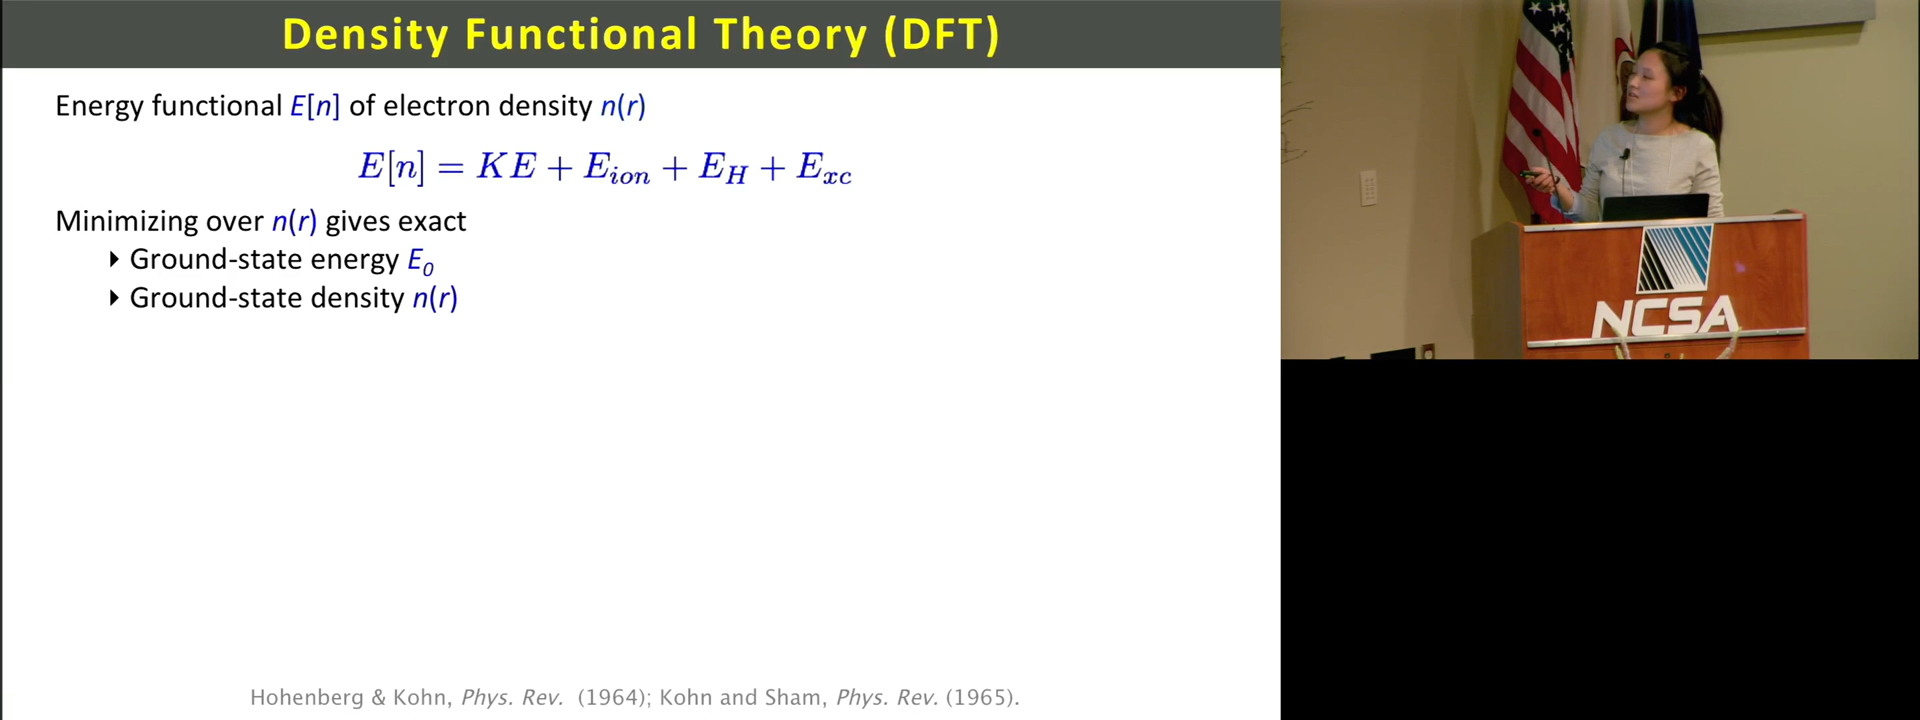 Density Functional Theory (DFT)
Energy functional E[n] of electron density n(r)
E[n] = KE + E_ion + E_H + E_xc
Minimizing over n(r) gives exact
‣ Ground-state energy E_0
‣ Ground-state density n(r)
Hohenberg & Kohn, Phys. Rev. (1964); Kohn and Sham, Phys. Rev. (1965).
NCSA